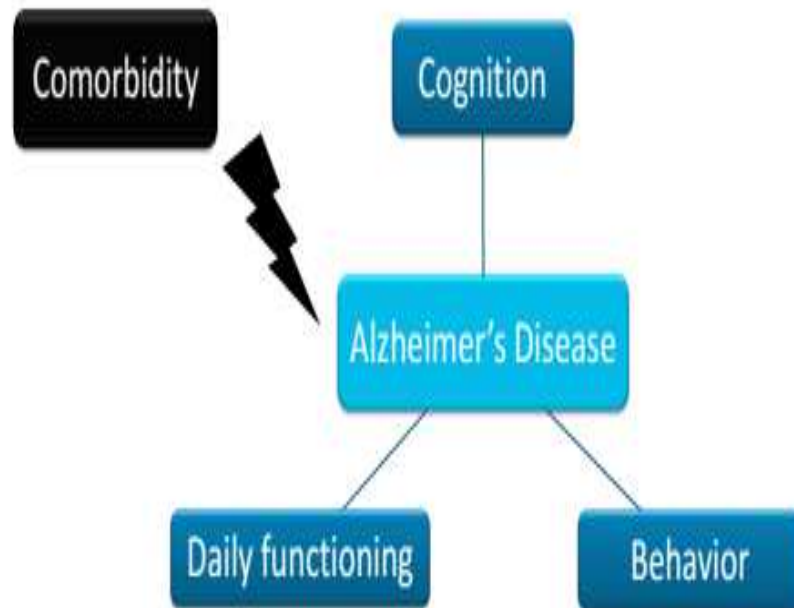 Comorbidity
Cognition
Alzheimer's Disease
Daily functioning
Behavior